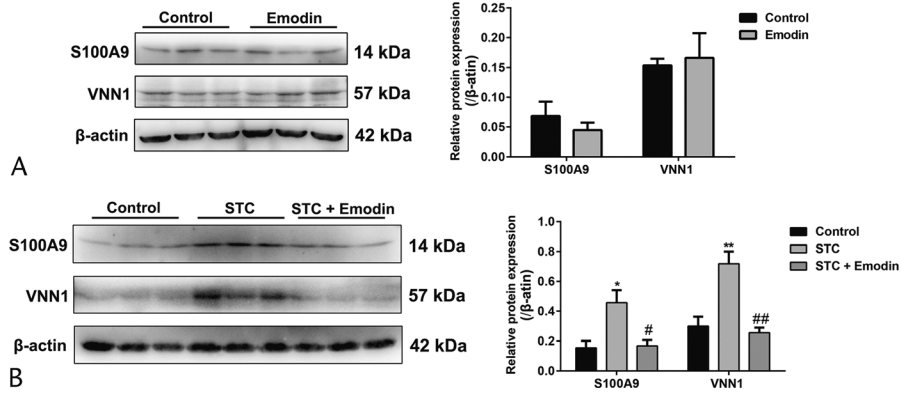 Control Emodin
S100A9 14 kDa
VNN1 57 kDa
β-actin 42 kDa
A
Relative protein expression
(/β-atin)
0.20
0.15
0.10
0.05
0.00
S100A9 VNN1
Control
Emodin
Control STC STC + Emodin
S100A9 14 kDa
VNN1 57 kDa
β-actin 42 kDa
B
Relative protein expression
(/β-atin)
1.0
0.8
0.6
0.4
0.2
0.0
* # ** ##
S100A9 VNN1
Control
STC
STC + Emodin